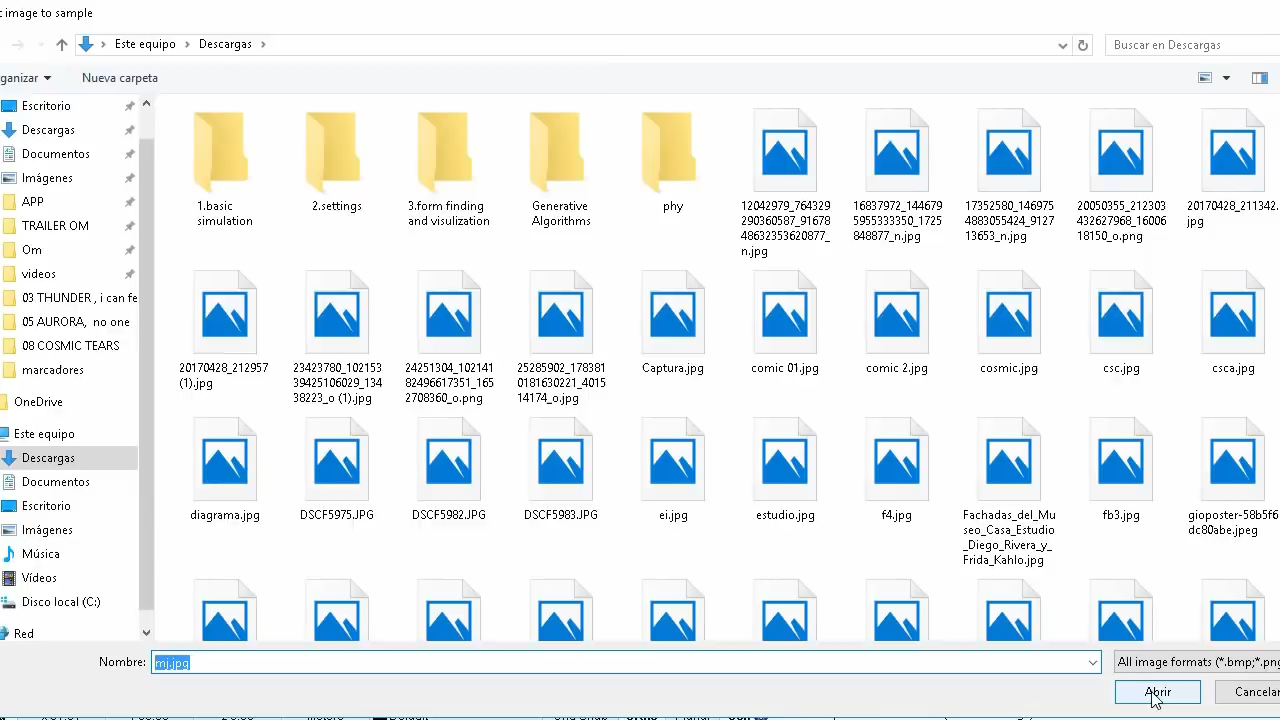 image to sample
Este equipo
Descargas
Buscar en Descargas
ganizar
Nueva carpeta
Escritorio
Descargas
Documentos
Imágenes
APP
TRAILER OM
Om
videos
03 THUNDER , i can fe
05 AURORA, no one
08 COSMIC TEARS
marcadores
OneDrive
Este equipo
Descargas
Documentos
Escritorio
Imágenes
Música
Vídeos
Disco local (C:)
Red
1.basic
simulation
2.settings
3.form finding
and visulization
Generative
Algorithms
phy
12042979_764329
290360587_91678
48632353620877_
n.jpg
16837972_144679
5955333350_1725
848877_n.jpg
17352580_146975
4883055424_9127
13653_n.jpg
20050355_212303
432627968_16006
18150_o.png
20170428_211342.
jpg
20170428_212957
(1).jpg
23423780_102153
39425106029_134
38223_o (1).jpg
24251304_102141
82496617351_165
2708360_o.png
25285902_178381
0181630221_4015
14174_o.jpg
Captura.jpg
comic 01.jpg
comic 2.jpg
cosmic.jpg
csc.jpg
csca.jpg
diagrama.jpg
DSCF5975.JPG
DSCF5982.JPG
DSCF5983.JPG
ei.jpg
estudio.jpg
f4.jpg
Fachadas_del_Mu
seo_Casa_Estudio
_Diego_Rivera_y_
Frida_Kahlo.jpg
fb3.jpg
gioposter-58b5f6
dc80abe.jpeg
Nombre:
mj.jpg
All image formats (*.bmp;*.pn
Abrir
Cancelar